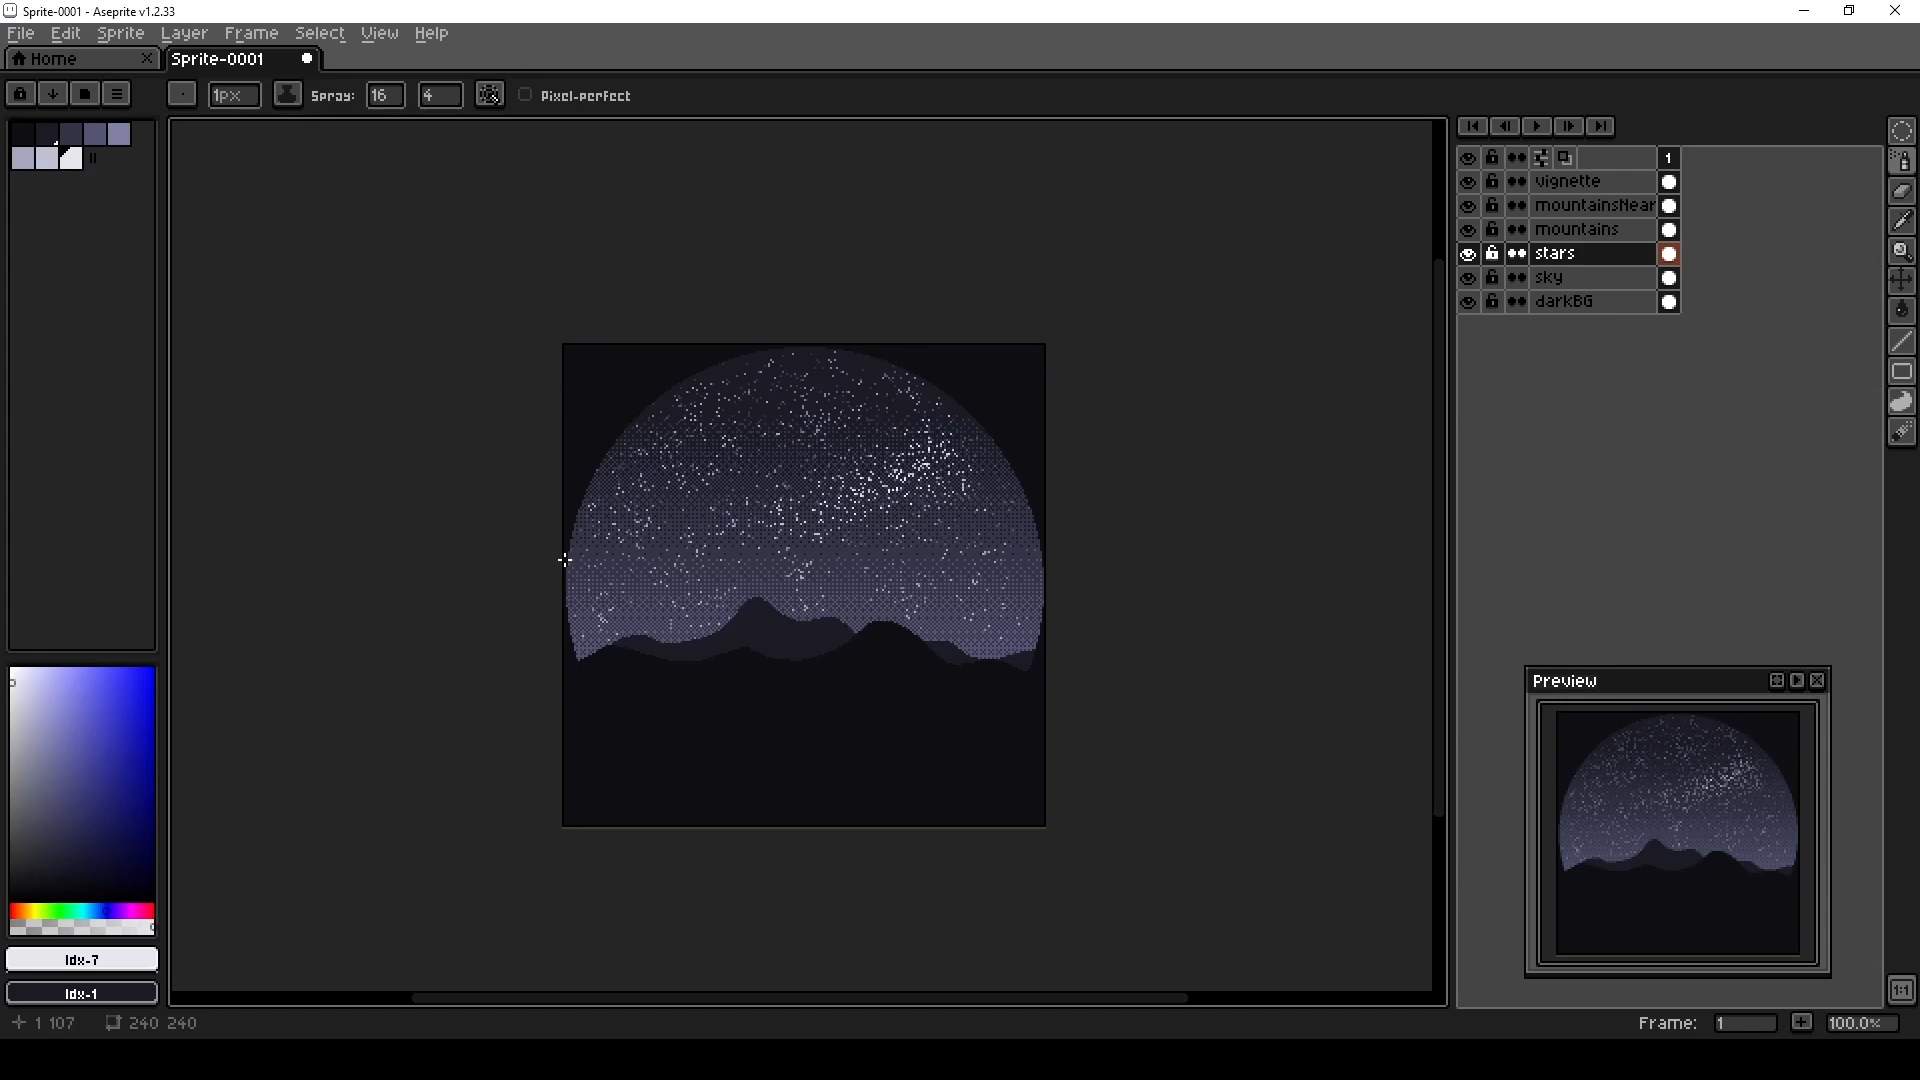 Sprite-0001 - Aseprite v1.2.33
File Edit Sprite Layer Frame Select View Help
Home
Sprite-0001
1px Spray: 16 4 Pixel-perfect
1
vignette
mountainsNear
mountains
stars
sky
darkBG
Preview
Idx-7
Idx-1
1:1
1 107 240 240
Frame: 1 100.0%